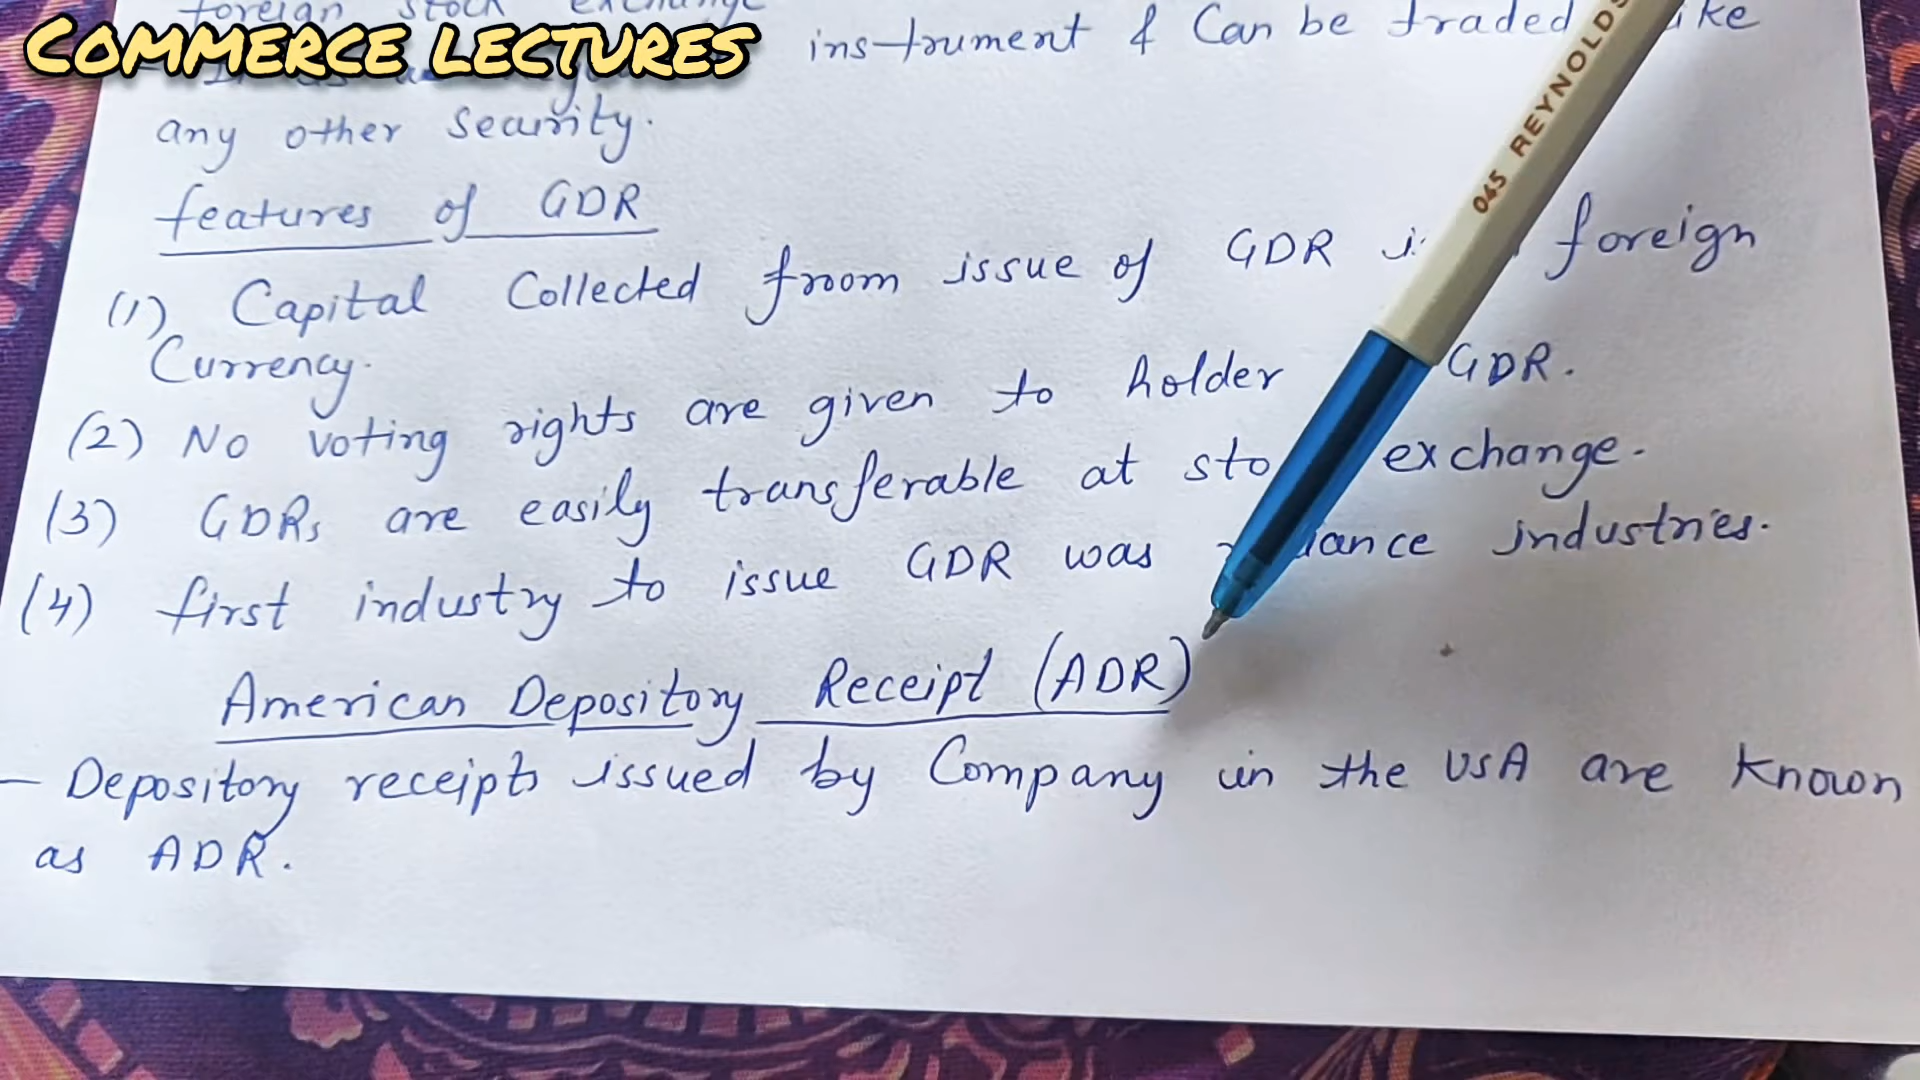 foreign stock exchange
COMMERCE LECTURES
instrument & Can be traded
any other security.
features of GDR
(1) Capital Collected from issue of GDR foreign
Currency.
(2) No voting rights are given to holder GDR.
(3) GDRs are easily transferable at exchange.
(4) first industry to issue GDR was industries.
American Depository Receipt (ADR)
- Depository receipts issued by Company in the USA are known
as ADR.
045 REYNOLDS